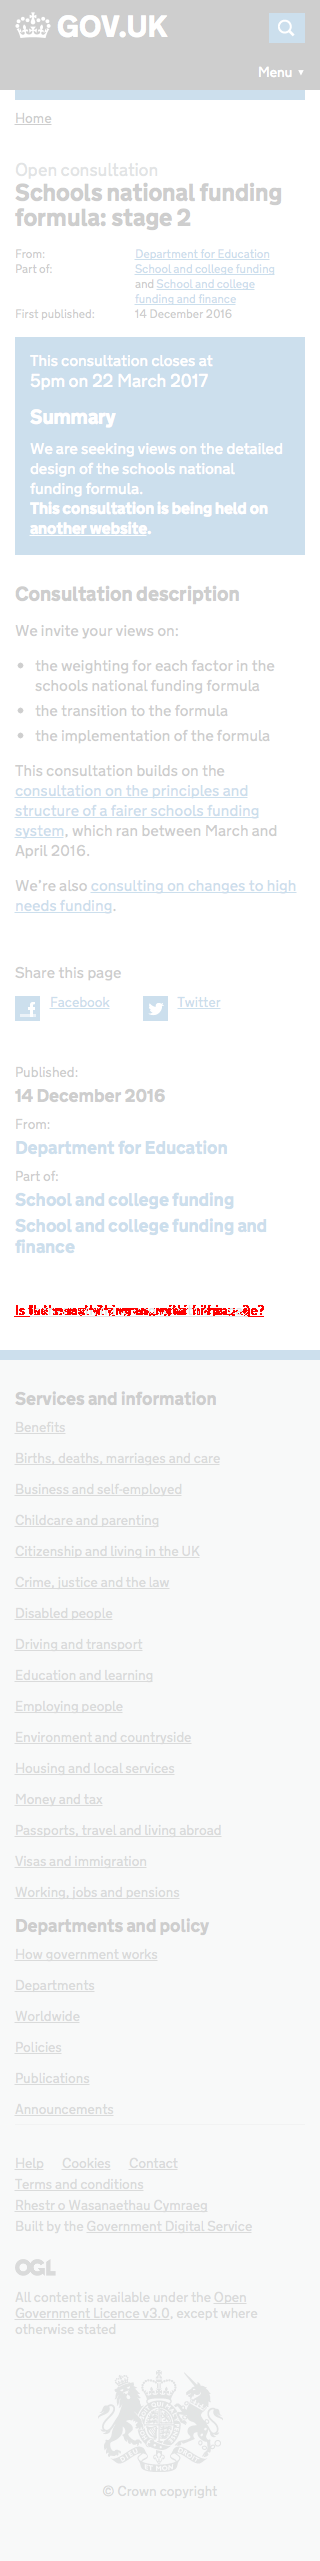 GOV.UK
Menu ▼
Home
Open consultation
Schools national funding
formula: stage 2
From: Department for Education
Part of: School and college funding
and School and college
funding and finance
First published: 14 December 2016
This consultation closes at
5pm on 22 March 2017
Summary
We are seeking views on the detailed
design of the schools national
funding formula.
This consultation is being held on
another website.
Consultation description
We invite your views on:
• the weighting for each factor in the
schools national funding formula
• the transition to the formula
• the implementation of the formula
This consultation builds on the
consultation on the principles and
structure of a fairer schools funding
system, which ran between March and
April 2016.
We're also consulting on changes to high
needs funding.
Share this page
Facebook Twitter
Published:
14 December 2016
From:
Department for Education
Part of:
School and college funding
School and college funding and
finance
Is
Services and information
Benefits
Births, deaths, marriages and care
Business and self-employed
Childcare and parenting
Citizenship and living in the UK
Crime, justice and the law
Disabled people
Driving and transport
Education and learning
Employing people
Environment and countryside
Housing and local services
Money and tax
Passports, travel and living abroad
Visas and immigration
Working, jobs and pensions
Departments and policy
How government works
Departments
Worldwide
Policies
Publications
Announcements
Help Cookies Contact
Terms and conditions
Rhestr o Wasanaethau Cymraeg
Built by the Government Digital Service
OGL
All content is available under the Open
Government Licence v3.0, except where
otherwise stated
© Crown copyright